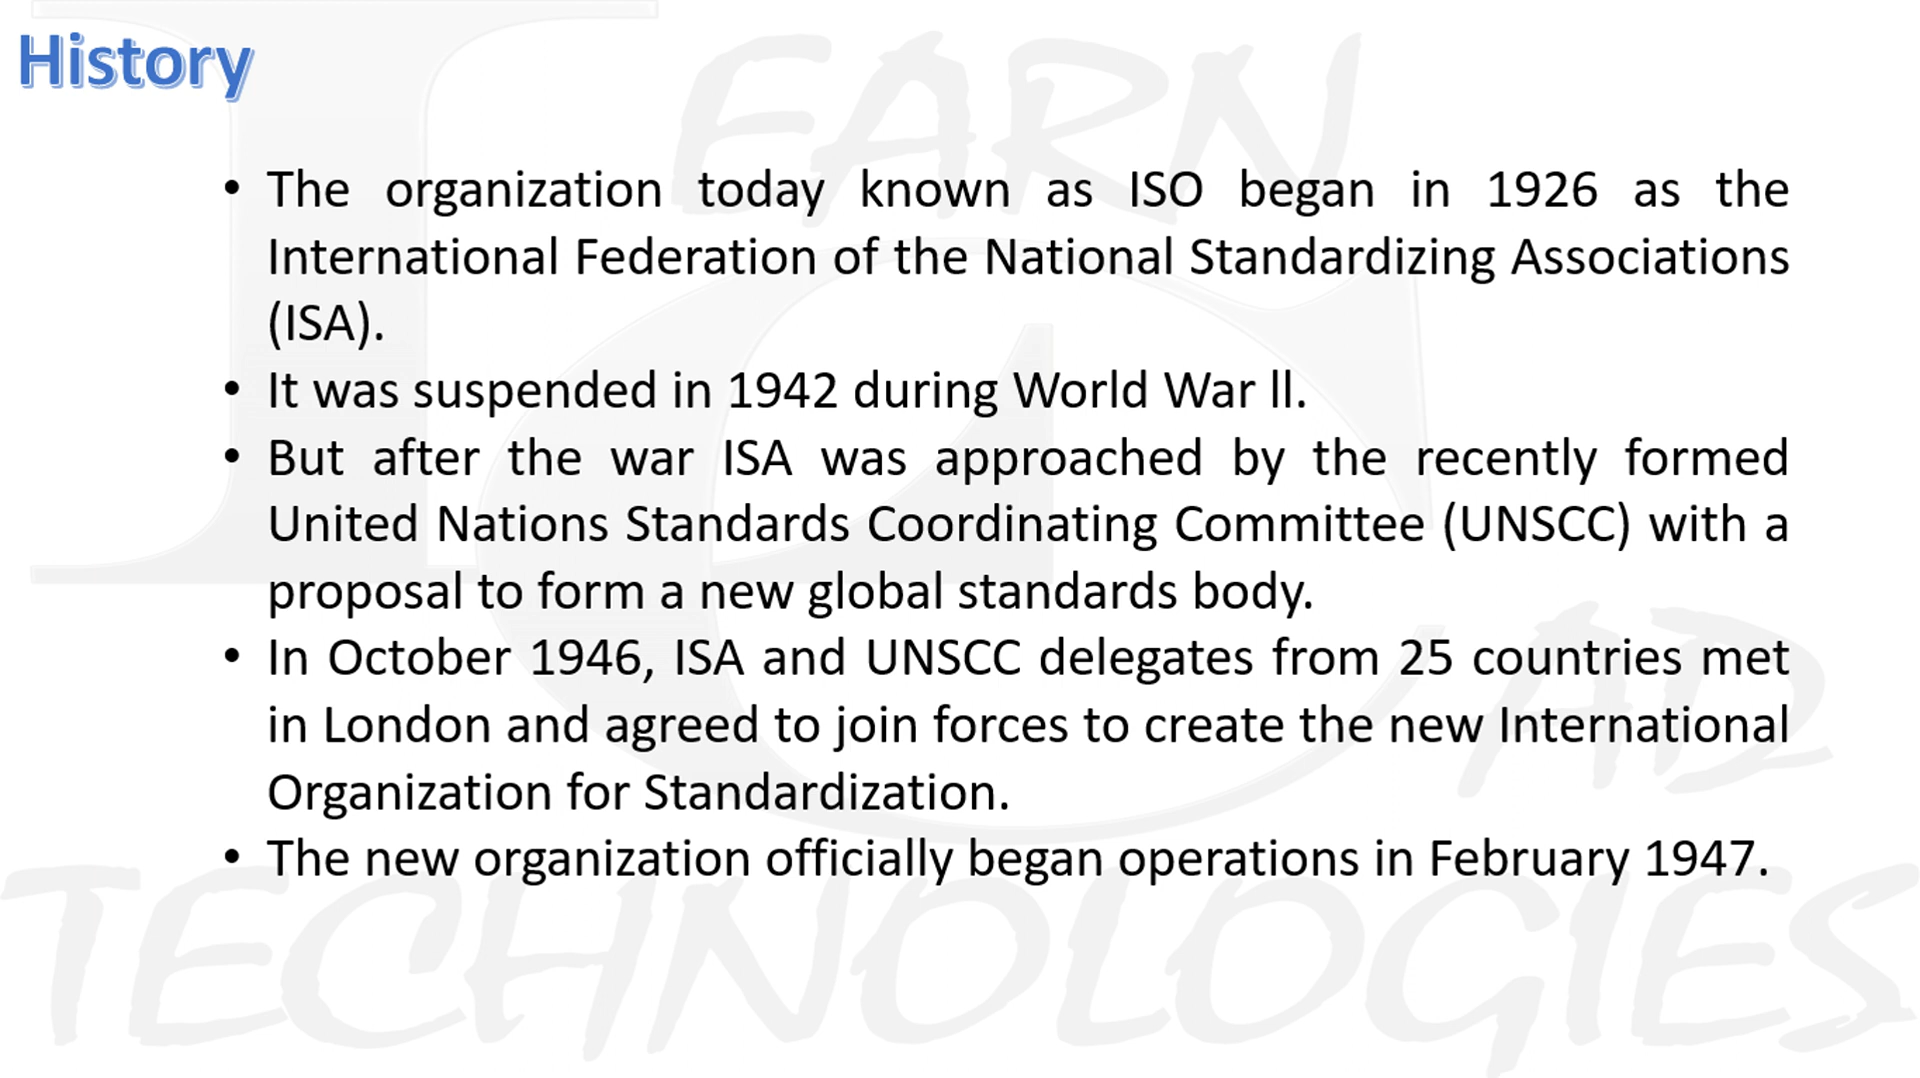 History
• The organization today known as ISO began in 1926 as the
International Federation of the National Standardizing Associations
(ISA).
• It was suspended in 1942 during World War ll.
• But after the war ISA was approached by the recently formed
United Nations Standards Coordinating Committee (UNSCC) with a
proposal to form a new global standards body.
• In October 1946, ISA and UNSCC delegates from 25 countries met
in London and agreed to join forces to create the new International
Organization for Standardization.
• The new organization officially began operations in February 1947.
LEARN
CAD
TECHNOLOGIES